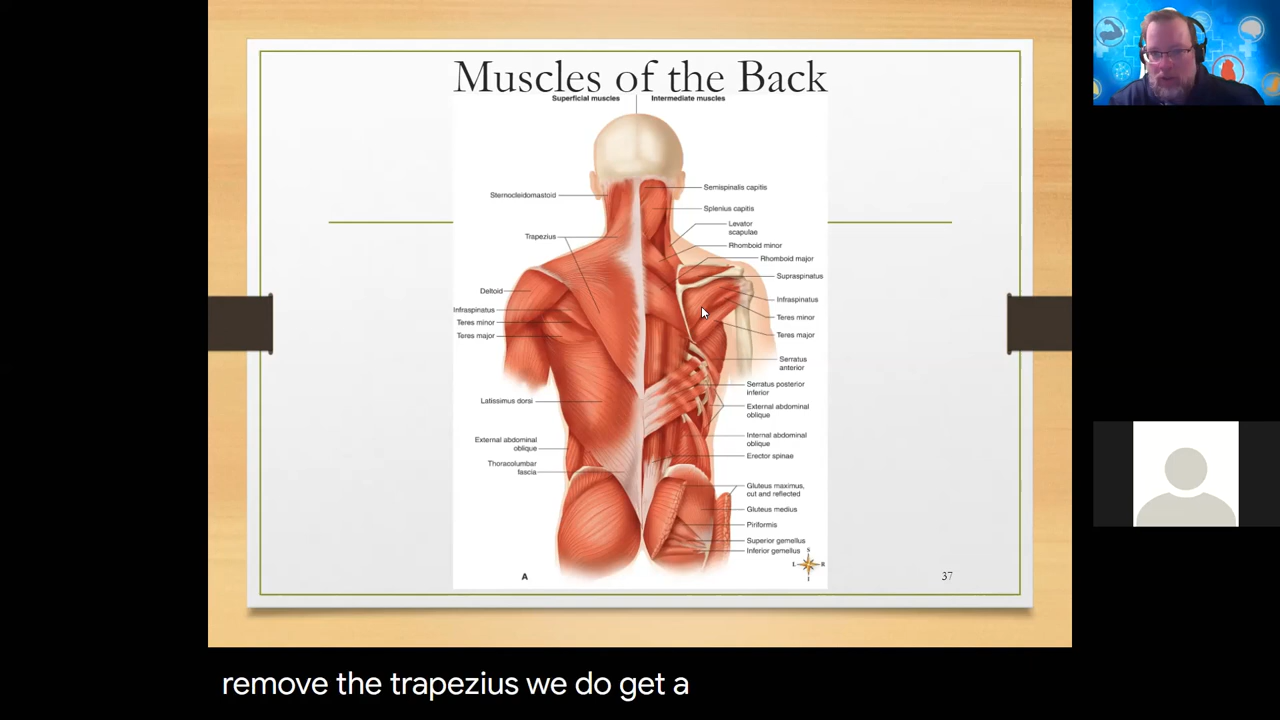 Muscles of the Back
Superficial muscles
Intermediate muscles
Sternocleidomastoid
Trapezius
Deltoid
Infraspinatus
Teres minor
Teres major
Latissimus dorsi
External abdominal
oblique
Thoracolumbar
fascia
Semispinalis capitis
Splenius capitis
Levator
scapulae
Rhomboid minor
Rhomboid major
Supraspinatus
Infraspinatus
Teres minor
Teres major
Serratus
anterior
Serratus posterior
inferior
External abdominal
oblique
Internal abdominal
oblique
Erector spinae
Gluteus maximus,
cut and reflected
Gluteus medius
Piriformis
Superior gemellus
Inferior gemellus
S
L R
I
A
37
remove the trapezius we do get a